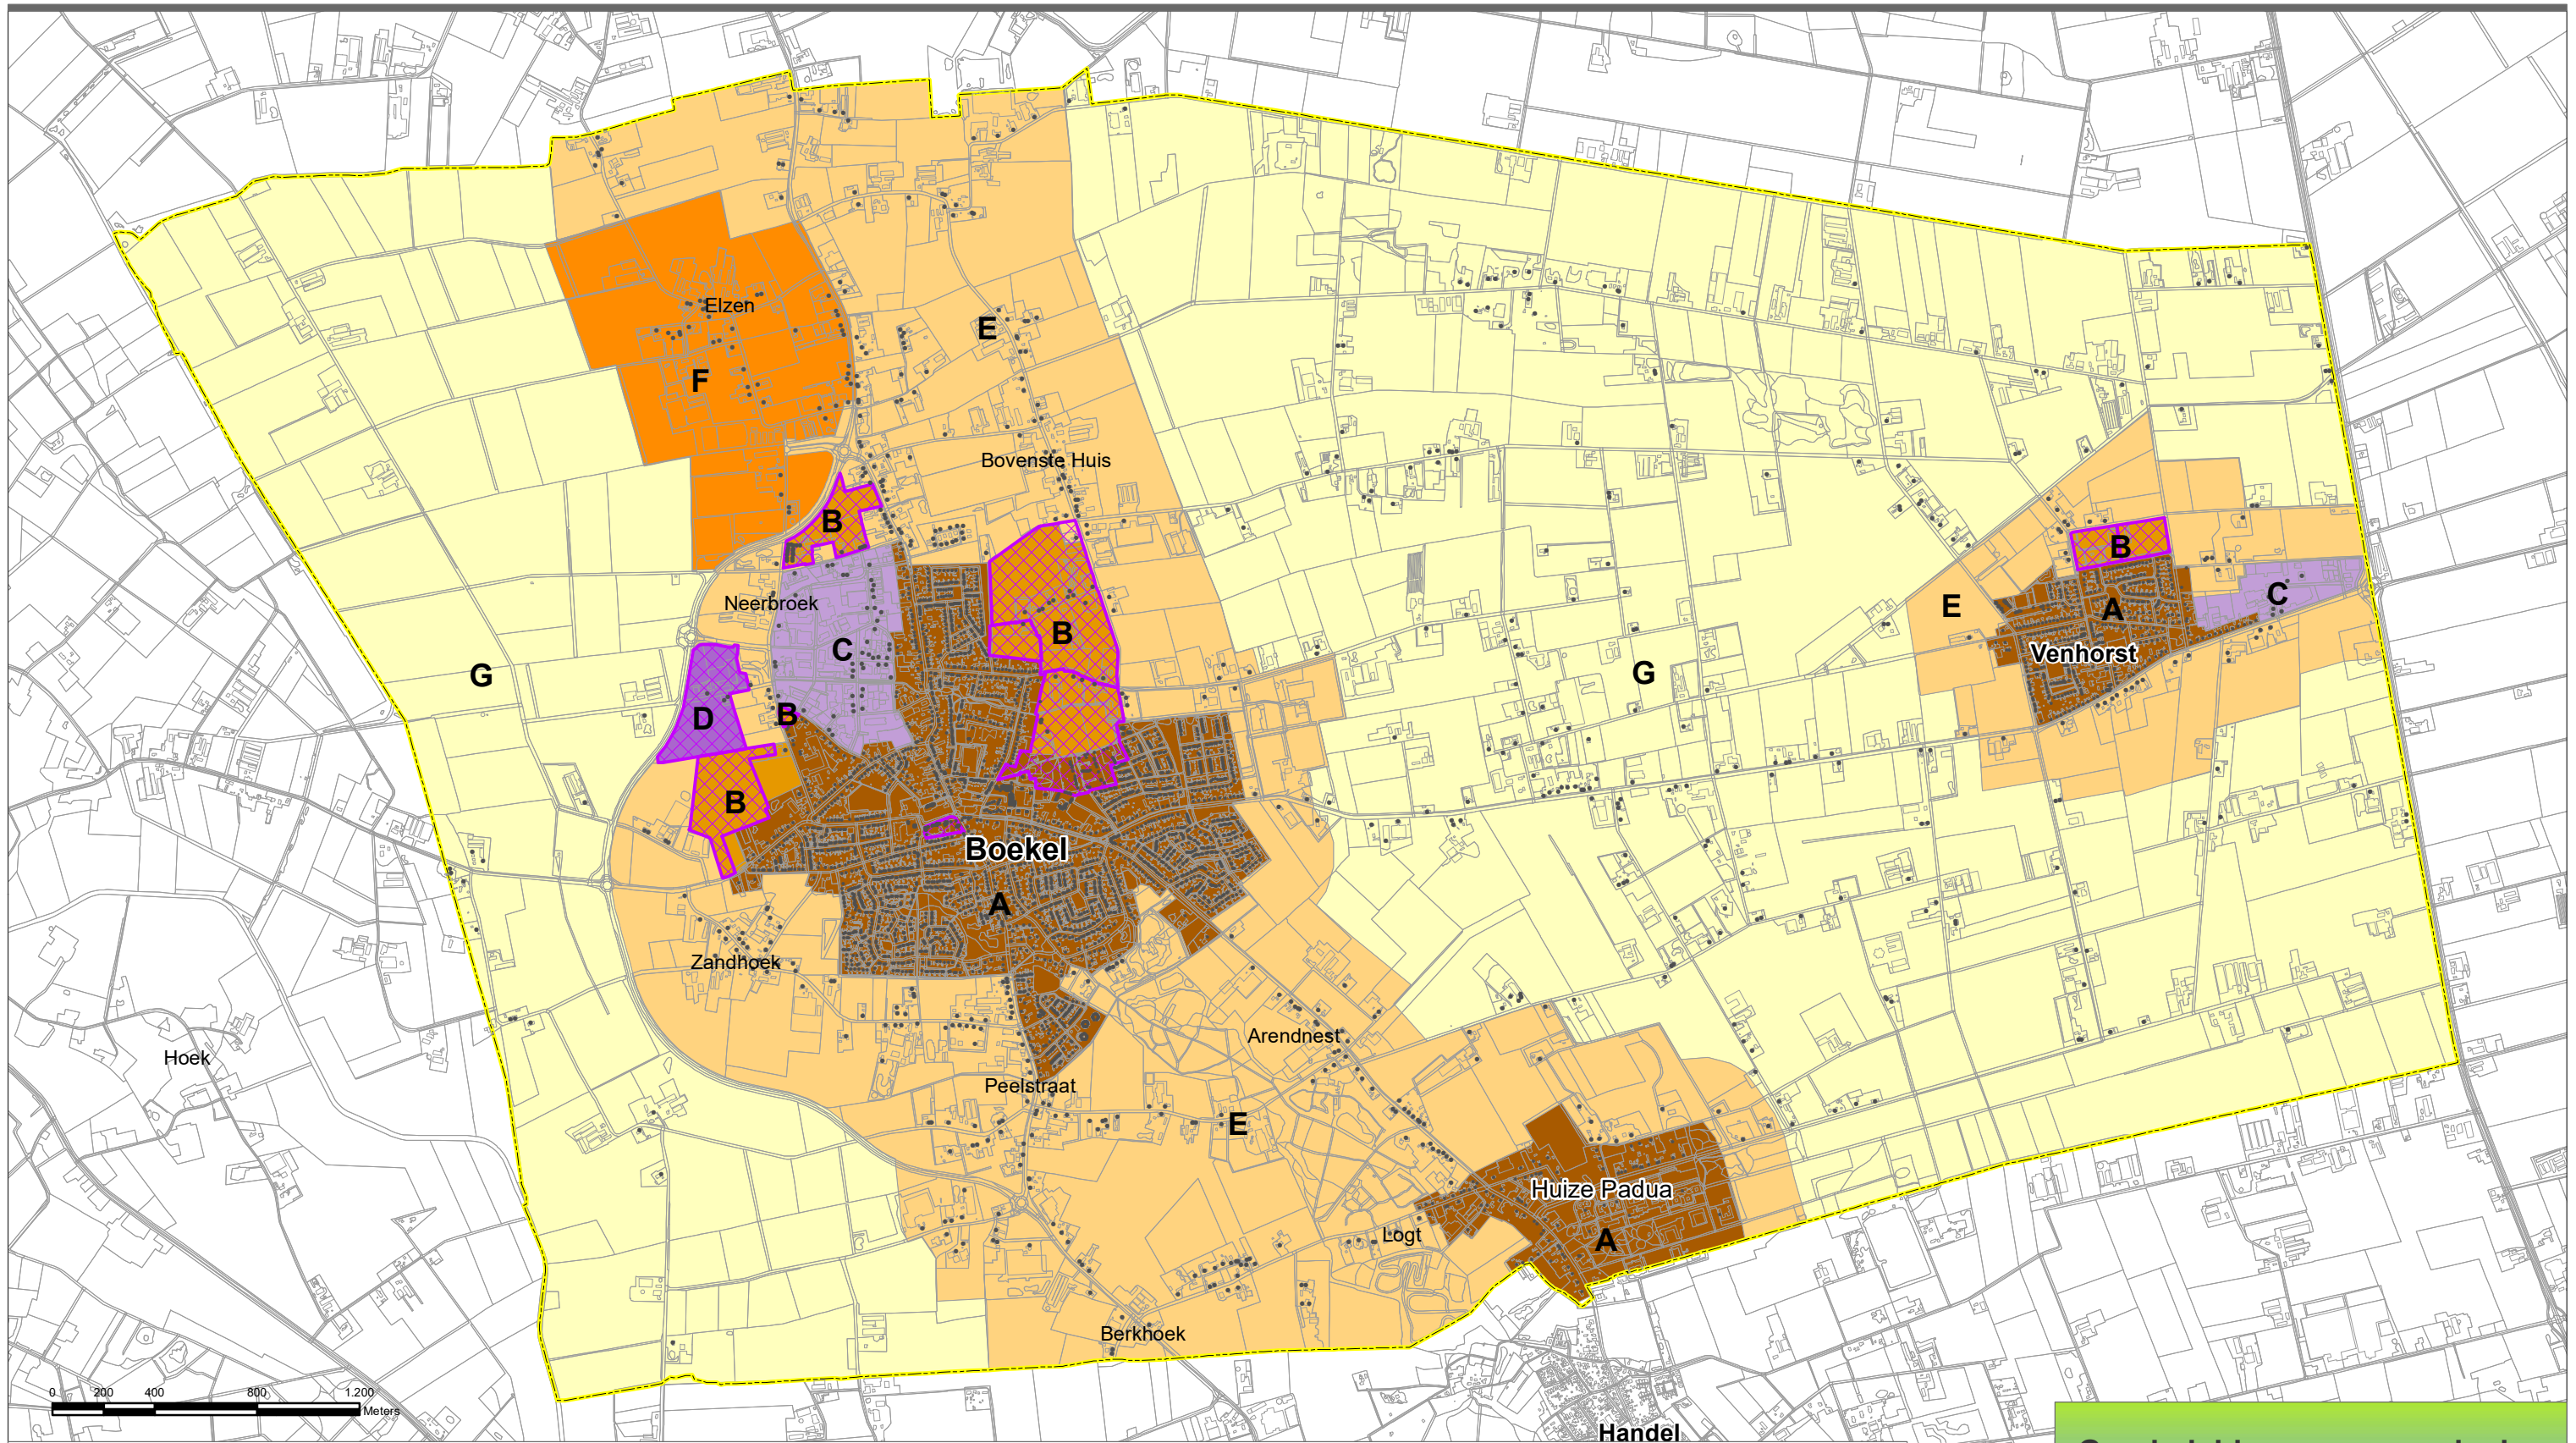 Elzen
E
F
Bovenste Huis
B
B
Neerbroek
E
A
C
B
C
Venhorst
G
G
D
B
B
Boekel
A
Zandhoek
Arendnest
Hoek
Peelstraat
E
Huize Padua
Logt
A
Berkhoek
0 200 400 800 1.200
Meters
Handel